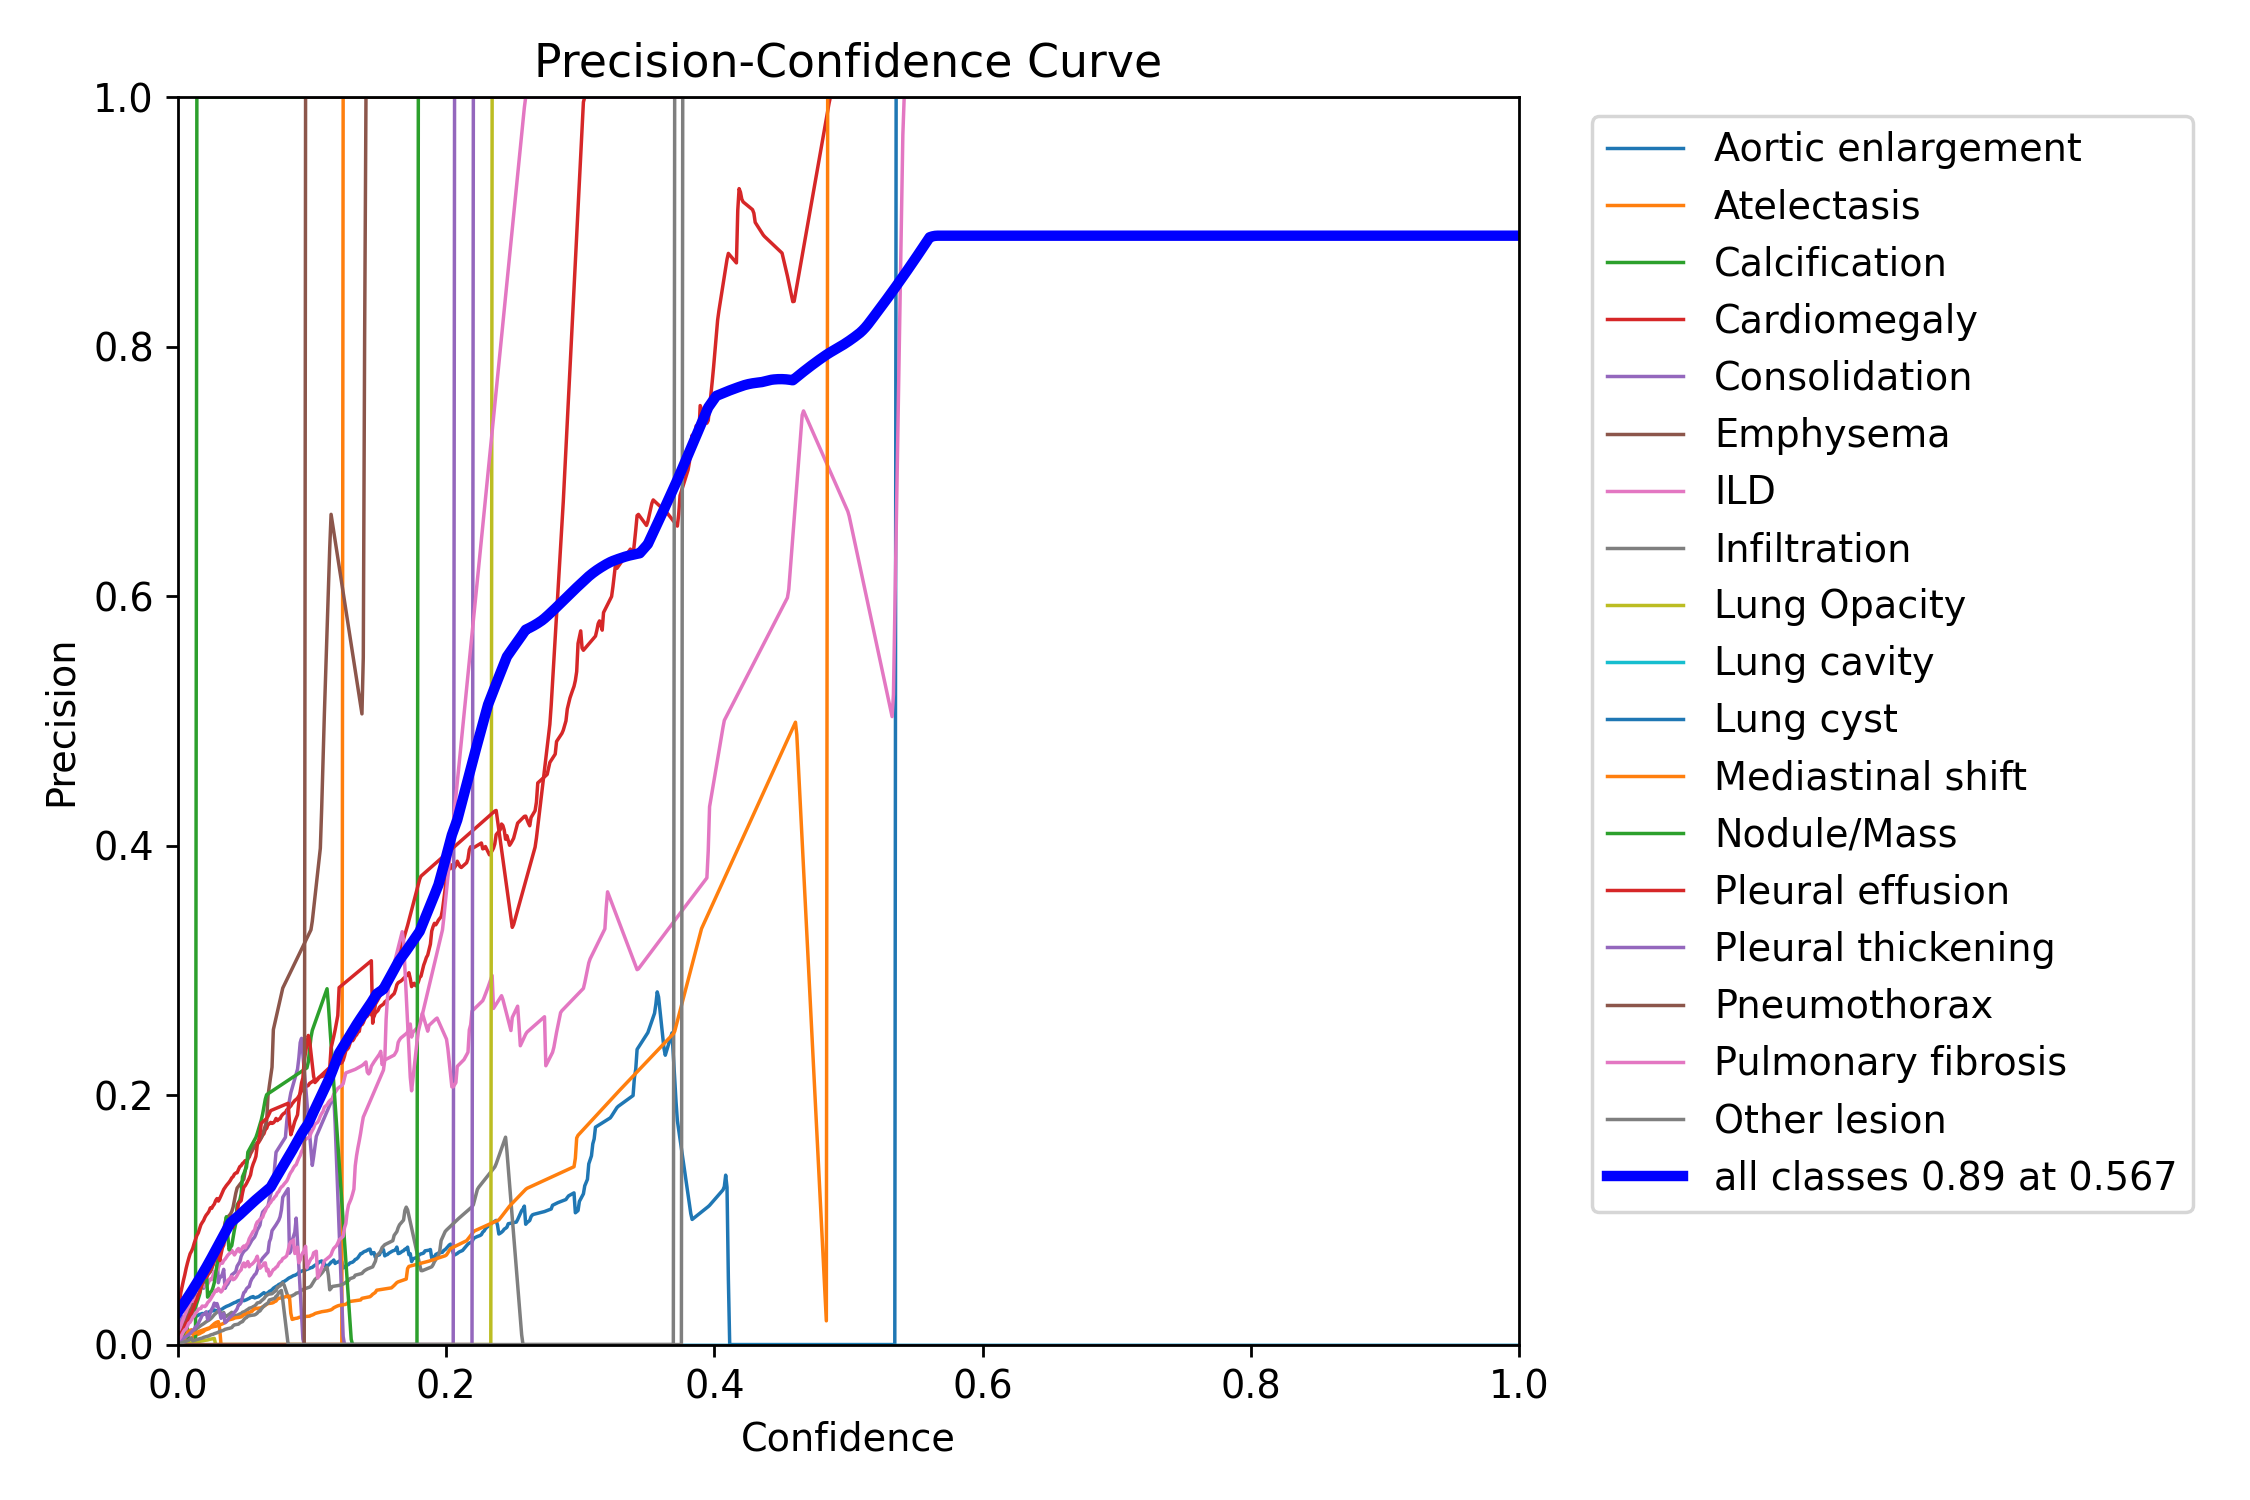 Precision-Confidence Curve
1.0
0.8
0.6
0.4
0.2
0.0
Precision
0.0 0.2 0.4 0.6 0.8 1.0
Confidence
Aortic enlargement
Atelectasis
Calcification
Cardiomegaly
Consolidation
Emphysema
ILD
Infiltration
Lung Opacity
Lung cavity
Lung cyst
Mediastinal shift
Nodule/Mass
Pleural effusion
Pleural thickening
Pneumothorax
Pulmonary fibrosis
Other lesion
all classes 0.89 at 0.567